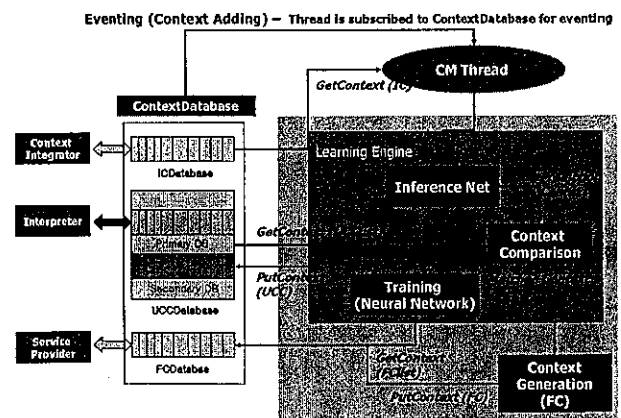 Eventing (Context Adding) – Thread is subscribed to ContextDatabase for eventing
CM Thread
GetContext (IC)
ContextDatabase
Context
Integrator
ICDatabase
Learning Engine
Inference Net
Interpreter
Primary DB
Context
Comparison
(UCC)
Secondary DB
UCCDatabase
Training
(Neural Network)
Service
Provider
FCDatabse
GetContext
PutContext (FC)
Context
Generation
(FC)